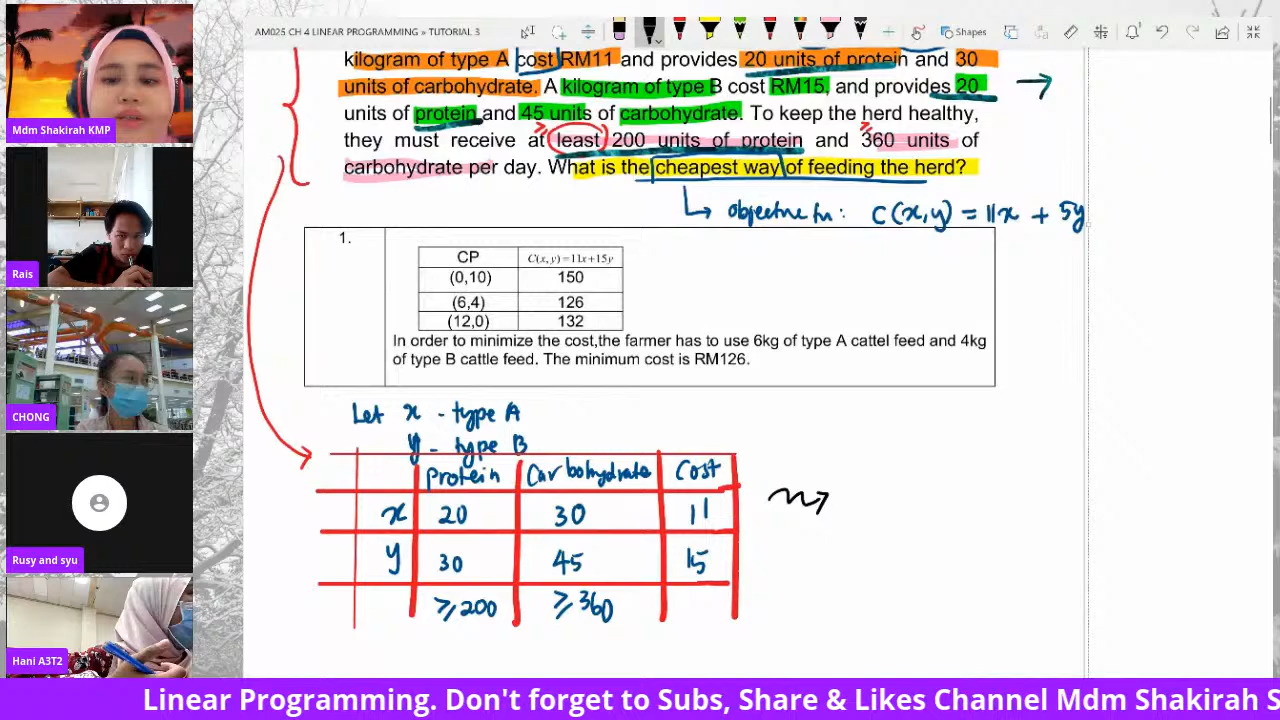 AM025 CH 4 LINEAR PROGRAMMING » TUTORIAL 3
Shapes
kilogram of type A cost RM11 and provides 20 units of protein and 30
units of carbohydrate. A kilogram of type B cost RM15, and provides 20
units of protein and 45 units of carbohydrate. To keep the herd healthy,
they must receive at least 200 units of protein and 360 units of
carbohydrate per day. What is the cheapest way of feeding the herd?
objective fn: C(x,y) = 11x + 5y
1.
CP C(x, y) = 11x+15y
(0,10) 150
(6,4) 126
(12,0) 132
In order to minimize the cost,the farmer has to use 6kg of type A cattel feed and 4kg
of type B cattle feed. The minimum cost is RM126.
Let x - type A
y - type B
Protein Carbohydrate Cost
x 20 30 11
y 30 45 15
≥200 ≥360
Mdm Shakirah KMP
Rais
CHONG
Rusy and syu
Hani A3T2
Linear Programming. Don't forget to Subs, Share & Likes Channel Mdm Shakirah S